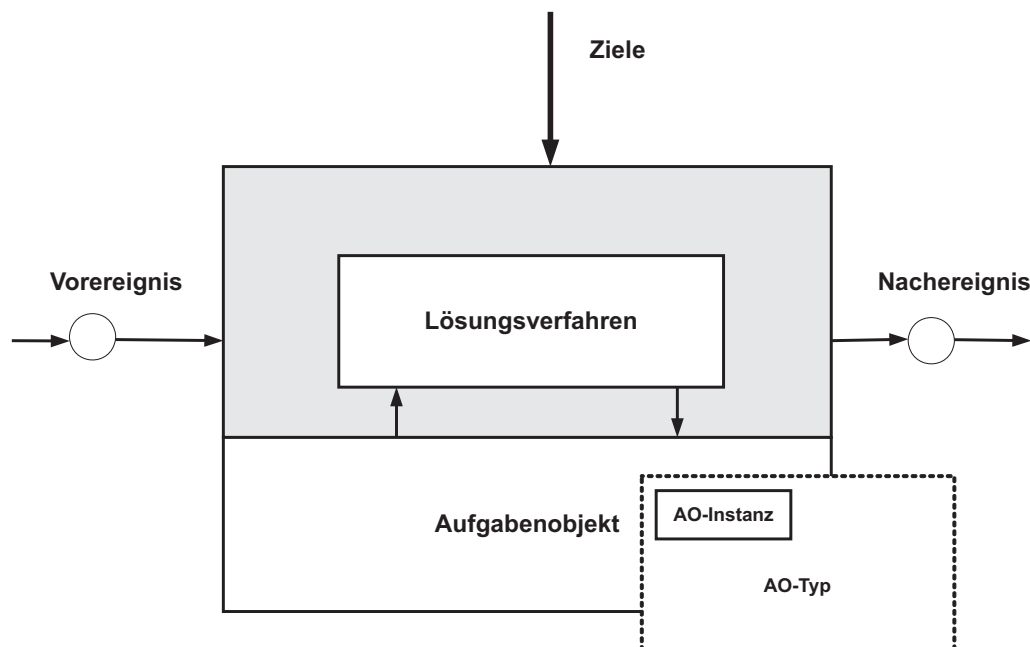 Ziele
Vorereignis
Nachereignis
Lösungsverfahren
Aufgabenobjekt
AO-Instanz
AO-Typ